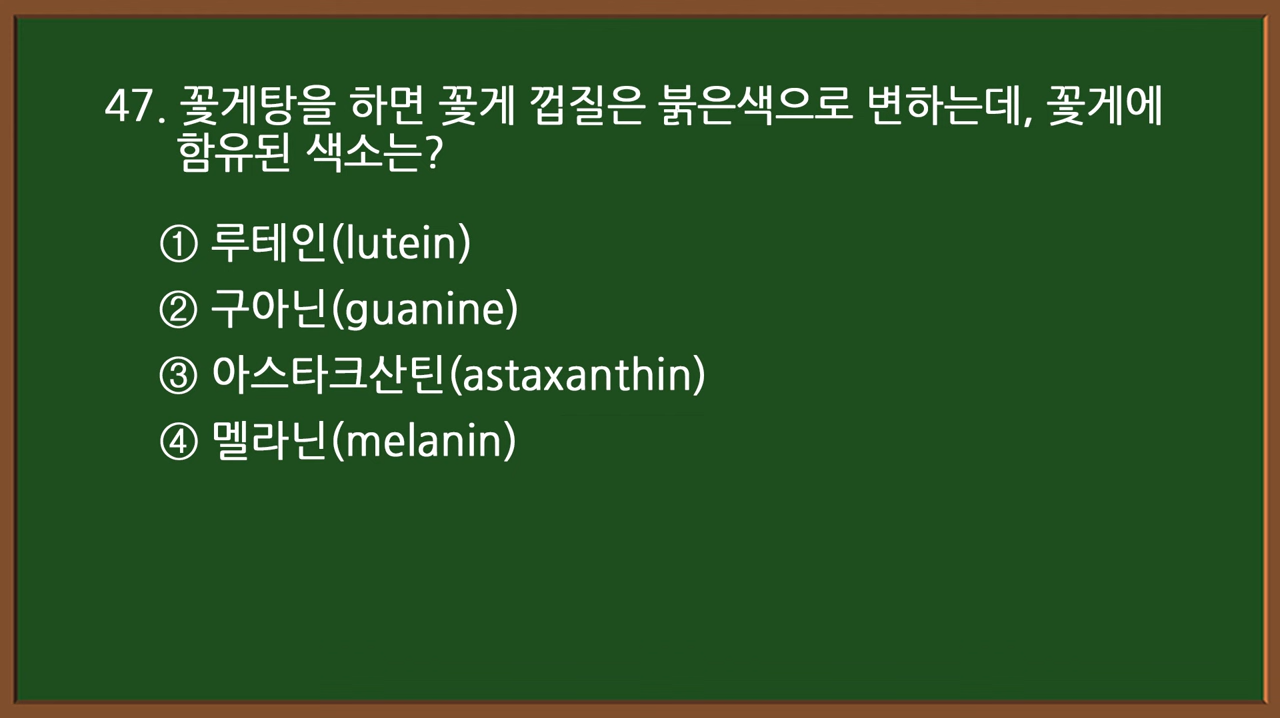 47. 꽃게탕을 하면 꽃게 껍질은 붉은색으로 변하는데, 꽃게에
함유된 색소는?
① 루테인(lutein)
② 구아닌(guanine)
③ 아스타크산틴(astaxanthin)
④ 멜라닌(melanin)